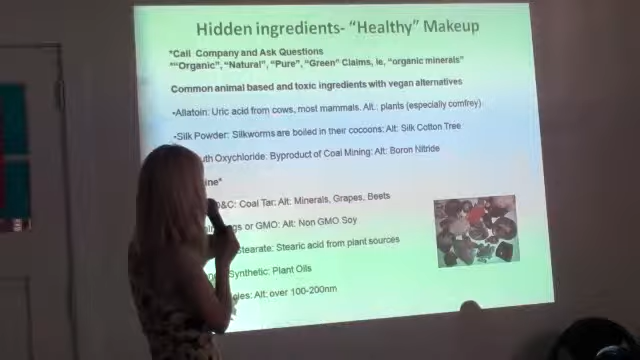 Hidden ingredients- “Healthy” Makeup
*Call Company and Ask Questions
*“Organic”, “Natural”, “Pure”, “Green” Claims, ie, “organic minerals”
Common animal based and toxic ingredients with vegan alternatives
•Allatoin: Uric acid from cows, most mammals. Alt.: plants (especially comfrey)
•Silk Powder: Silkworms are boiled in their cocoons: Alt: Silk Cotton Tree
uth Oxychloride: Byproduct of Coal Mining: Alt: Boron Nitride
ine*
D&C: Coal Tar: Alt: Minerals, Grapes, Beets
gs or GMO: Alt: Non GMO Soy
Stearate: Stearic acid from plant sources
Synthetic: Plant Oils
les: Alt: over 100-200nm